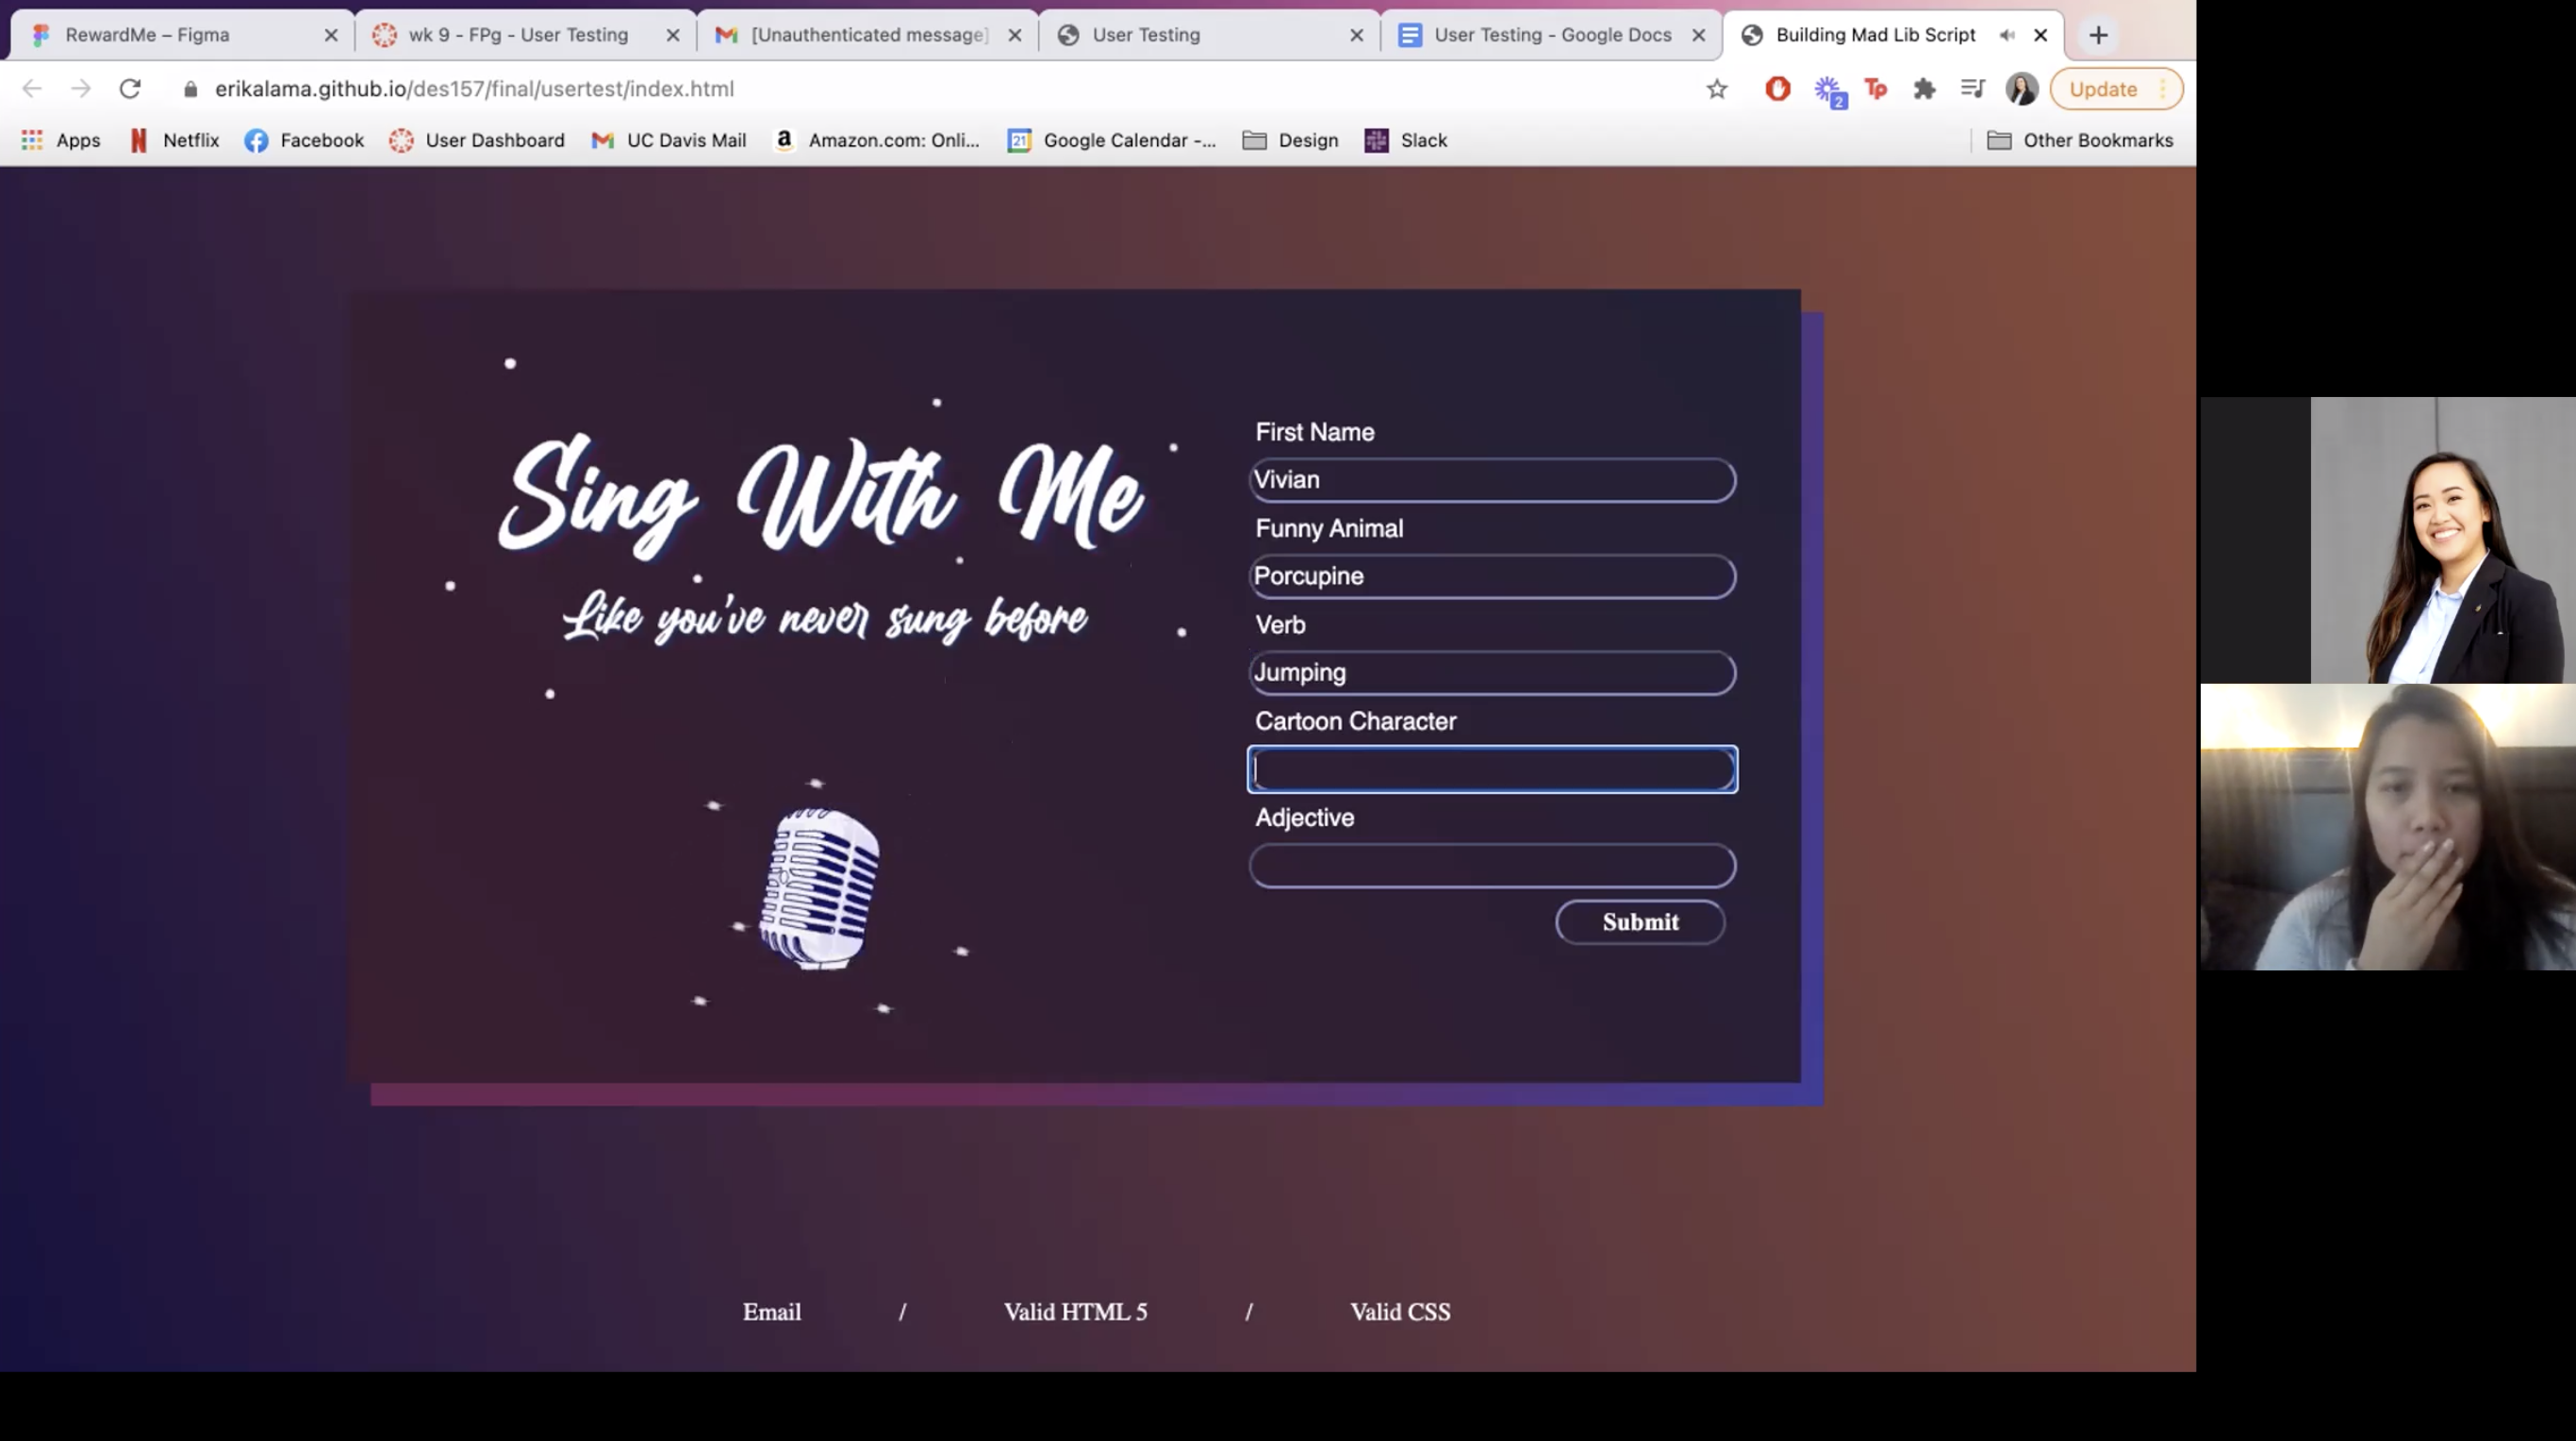 RewardMe – Figma
wk 9 - FPg - User Testing
[Unauthenticated message]
User Testing
User Testing - Google Docs
Building Mad Lib Script
erikalama.github.io/des157/final/usertest/index.html
2
Tp
Update
Apps
Netflix
Facebook
User Dashboard
UC Davis Mail
a
Amazon.com: Onli...
21
Google Calendar -...
Design
Slack
Other Bookmarks
Sing With Me
Like you've never sung before
First Name
Vivian
Funny Animal
Porcupine
Verb
Jumping
Cartoon Character
Adjective
Submit
Email / Valid HTML 5 / Valid CSS